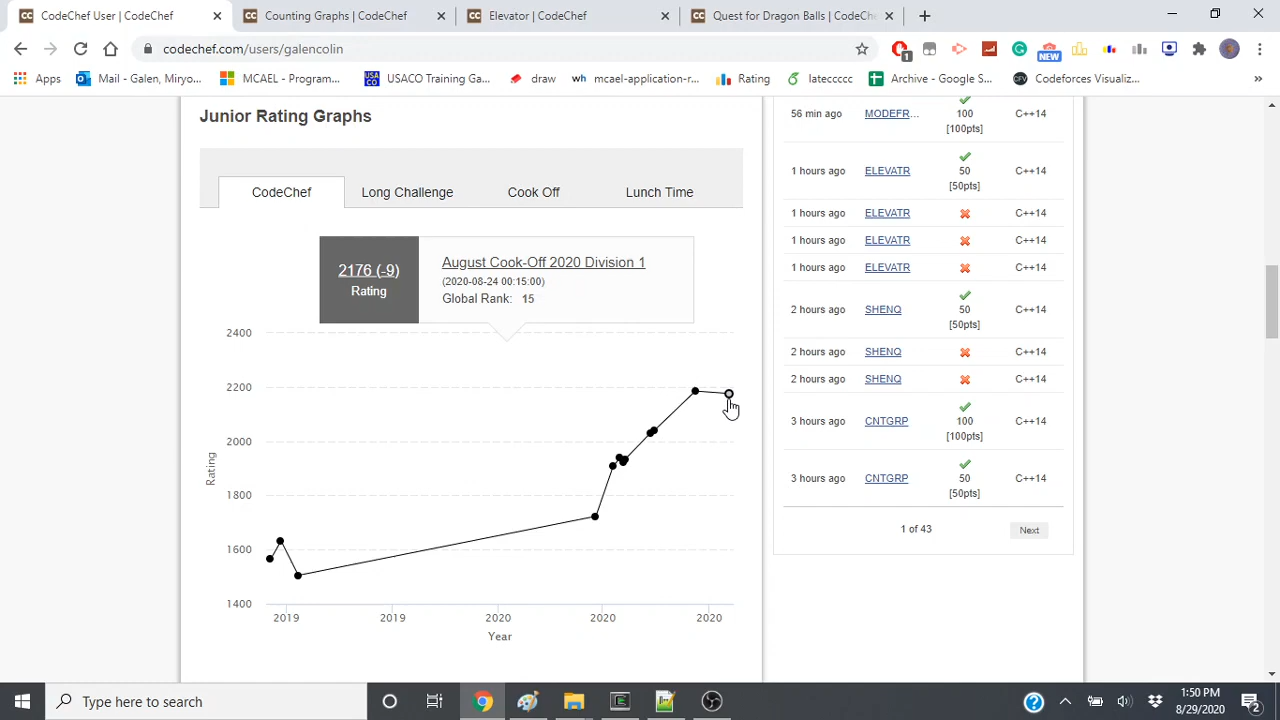 CodeChef User | CodeChef
Counting Graphs | CodeChef
Elevator | CodeChef
Quest for Dragon Balls | CodeChe
codechef.com/users/galencolin
1
NEW
Apps
Mail - Galen, Miryo...
MCAEL - Program...
USACO Training Ga...
draw
mcael-application-r...
Rating
lateccccc
Archive - Google S...
Codeforces Visualiz...
Junior Rating Graphs
CodeChef
Long Challenge
Cook Off
Lunch Time
2176 (-9)
Rating
August Cook-Off 2020 Division 1
(2020-08-24 00:15:00)
Global Rank: 15
2400
2200
2000
1800
1600
1400
Rating
2019
2019
2020
2020
2020
Year
56 min ago MODEFR... 100 C++14
[100pts]
1 hours ago ELEVATR 50 C++14
[50pts]
1 hours ago ELEVATR C++14
1 hours ago ELEVATR C++14
1 hours ago ELEVATR C++14
2 hours ago SHENQ 50 C++14
[50pts]
2 hours ago SHENQ C++14
2 hours ago SHENQ C++14
3 hours ago CNTGRP 100 C++14
[100pts]
3 hours ago CNTGRP 50 C++14
[50pts]
1 of 43
Next
Type here to search
1:50 PM
8/29/2020
2